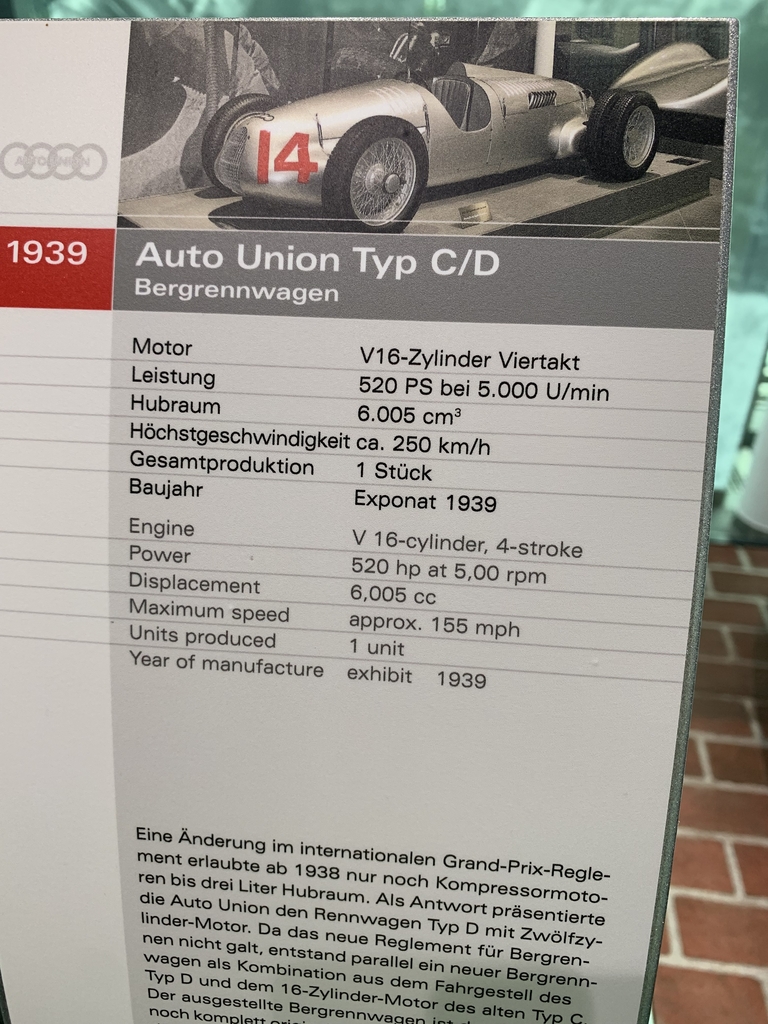 14
AUTO UNION
1939
Auto Union Typ C/D
Bergrennwagen
Motor V16-Zylinder Viertakt
Leistung 520 PS bei 5.000 U/min
Hubraum 6.005 cm³
Höchstgeschwindigkeit ca. 250 km/h
Gesamtproduktion 1 Stück
Baujahr Exponat 1939
Engine V 16-cylinder, 4-stroke
Power 520 hp at 5,00 rpm
Displacement 6,005 cc
Maximum speed approx. 155 mph
Units produced 1 unit
Year of manufacture exhibit 1939
Eine Änderung im internationalen Grand-Prix-Regle-
ment erlaubte ab 1938 nur noch Kompressormoto-
ren bis drei Liter Hubraum. Als Antwort präsentierte
die Auto Union den Rennwagen Typ D mit Zwölfzy-
linder-Motor. Da das neue Reglement für Bergren-
nen nicht galt, entstand parallel ein neuer Bergrenn-
wagen als Kombination aus dem Fahrgestell des
Typ D und dem 16-Zylinder-Motor des alten Typ C.
Der ausgestellte Bergrennwagen ist
noch komplett